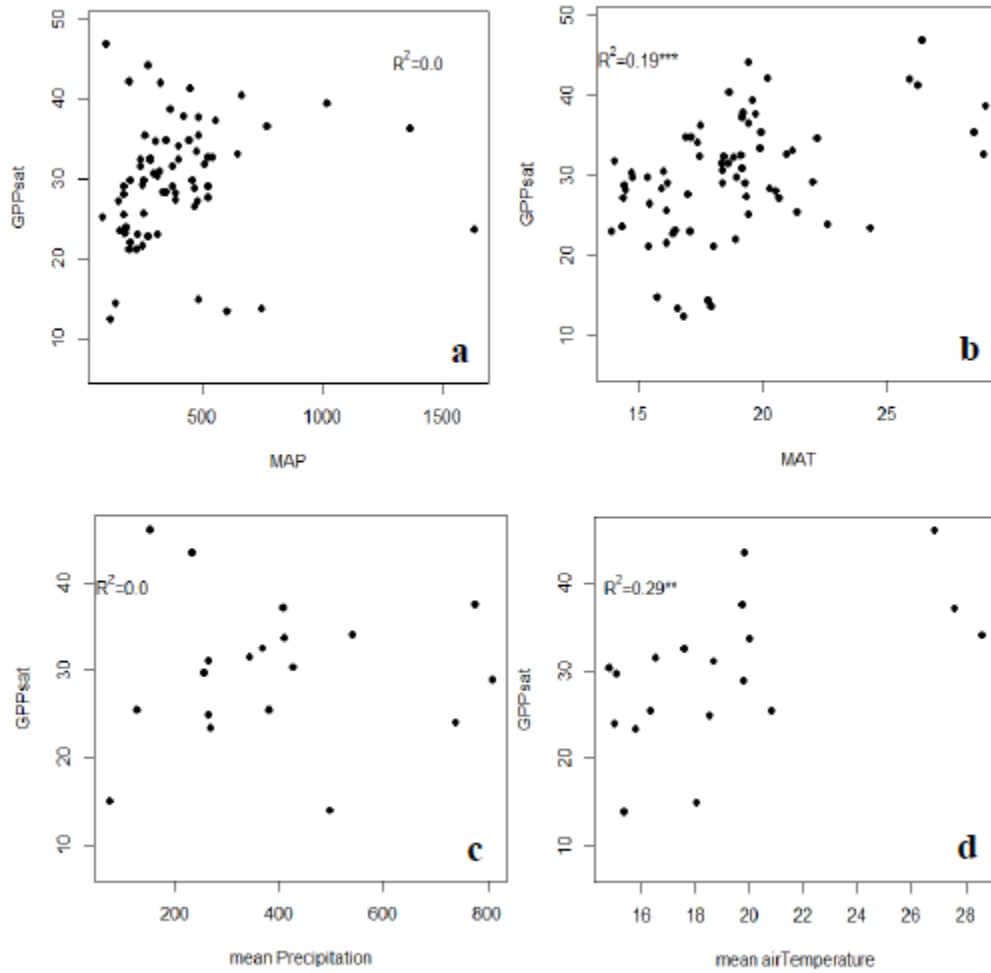 50
40
30
20
10
GPPsat
R²=0.0
a
500
1000
1500
MAP
50
40
30
20
10
GPPsat
R²=0.19***
b
15
20
25
MAT
40
30
20
10
GPPsat
R²=0.0
c
200
400
600
800
mean Precipitation
40
30
20
10
GPPsat
R²=0.29**
d
16
18
20
22
24
26
28
mean airTemperature